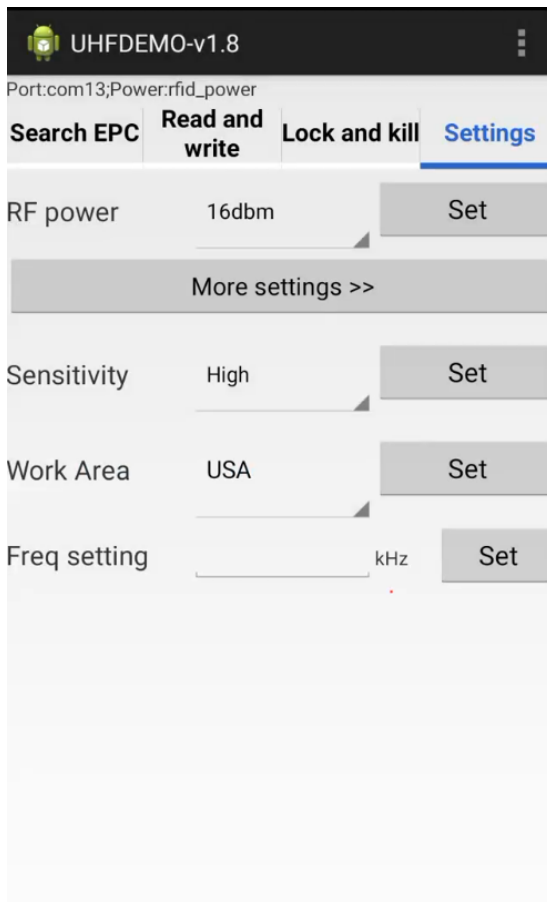 UHFDEMO-v1.8
Port:com13;Power:rfid_power
Search EPC
Read and
write
Lock and kill
Settings
RF power 16dbm Set
More settings >>
Sensitivity High Set
Work Area USA Set
Freq setting kHz Set